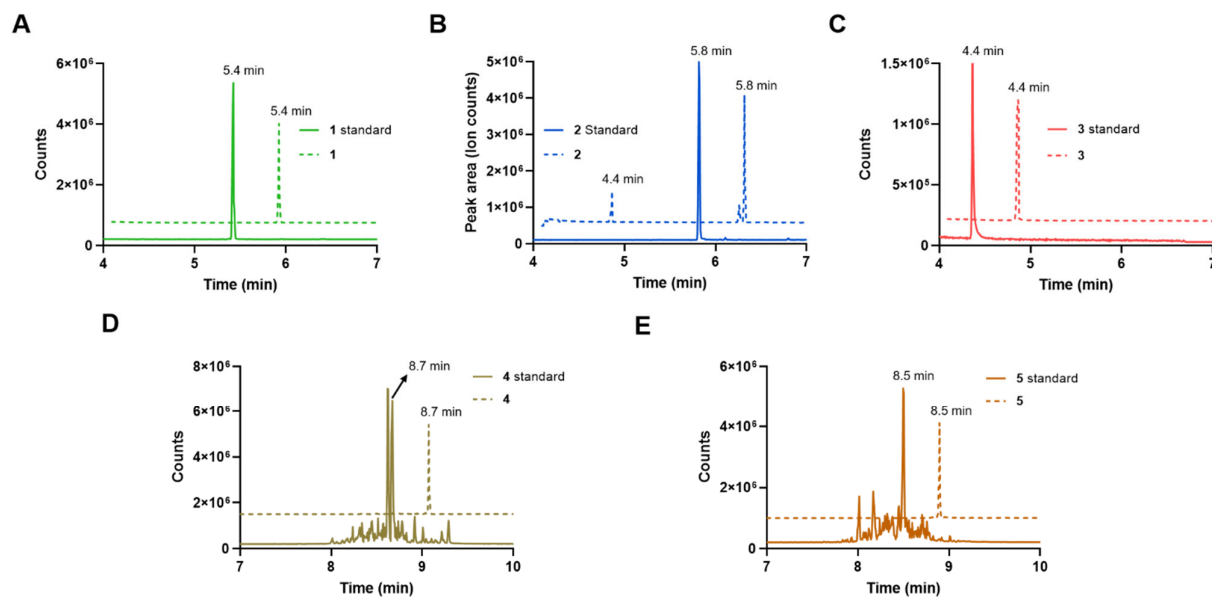 A
6×10⁶
4×10⁶
2×10⁶
0
Counts
5.4 min
5.4 min
1 standard
1
4 5 6 7
Time (min)
B
5×10⁶
4×10⁶
3×10⁶
2×10⁶
1×10⁶
0
Peak area (Ion counts)
5.8 min
5.8 min
4.4 min
2 Standard
2
4 5 6 7
Time (min)
C
1.5×10⁶
1×10⁶
5×10⁵
0
Counts
4.4 min
4.4 min
3 standard
3
4 5 6 7
Time (min)
D
8×10⁶
6×10⁶
4×10⁶
2×10⁶
0
Counts
8.7 min
8.7 min
4 standard
4
7 8 9 10
Time (min)
E
6×10⁶
4×10⁶
2×10⁶
0
Counts
8.5 min
8.5 min
5 standard
5
7 8 9 10
Time (min)